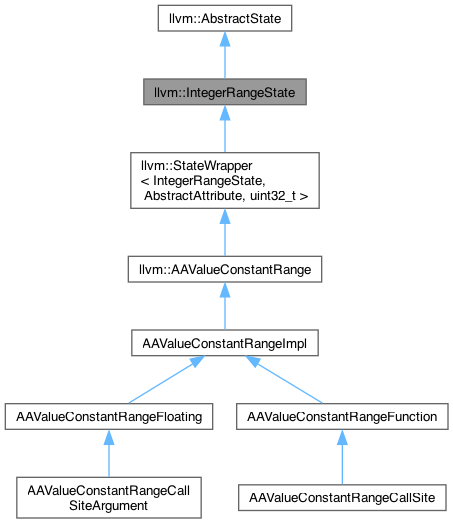 llvm::AbstractState
llvm::IntegerRangeState
llvm::StateWrapper
< IntegerRangeState,
AbstractAttribute, uint32_t >
llvm::AAValueConstantRange
AAValueConstantRangeImpl
AAValueConstantRangeFloating
AAValueConstantRangeFunction
AAValueConstantRangeCall
SiteArgument
AAValueConstantRangeCallSite